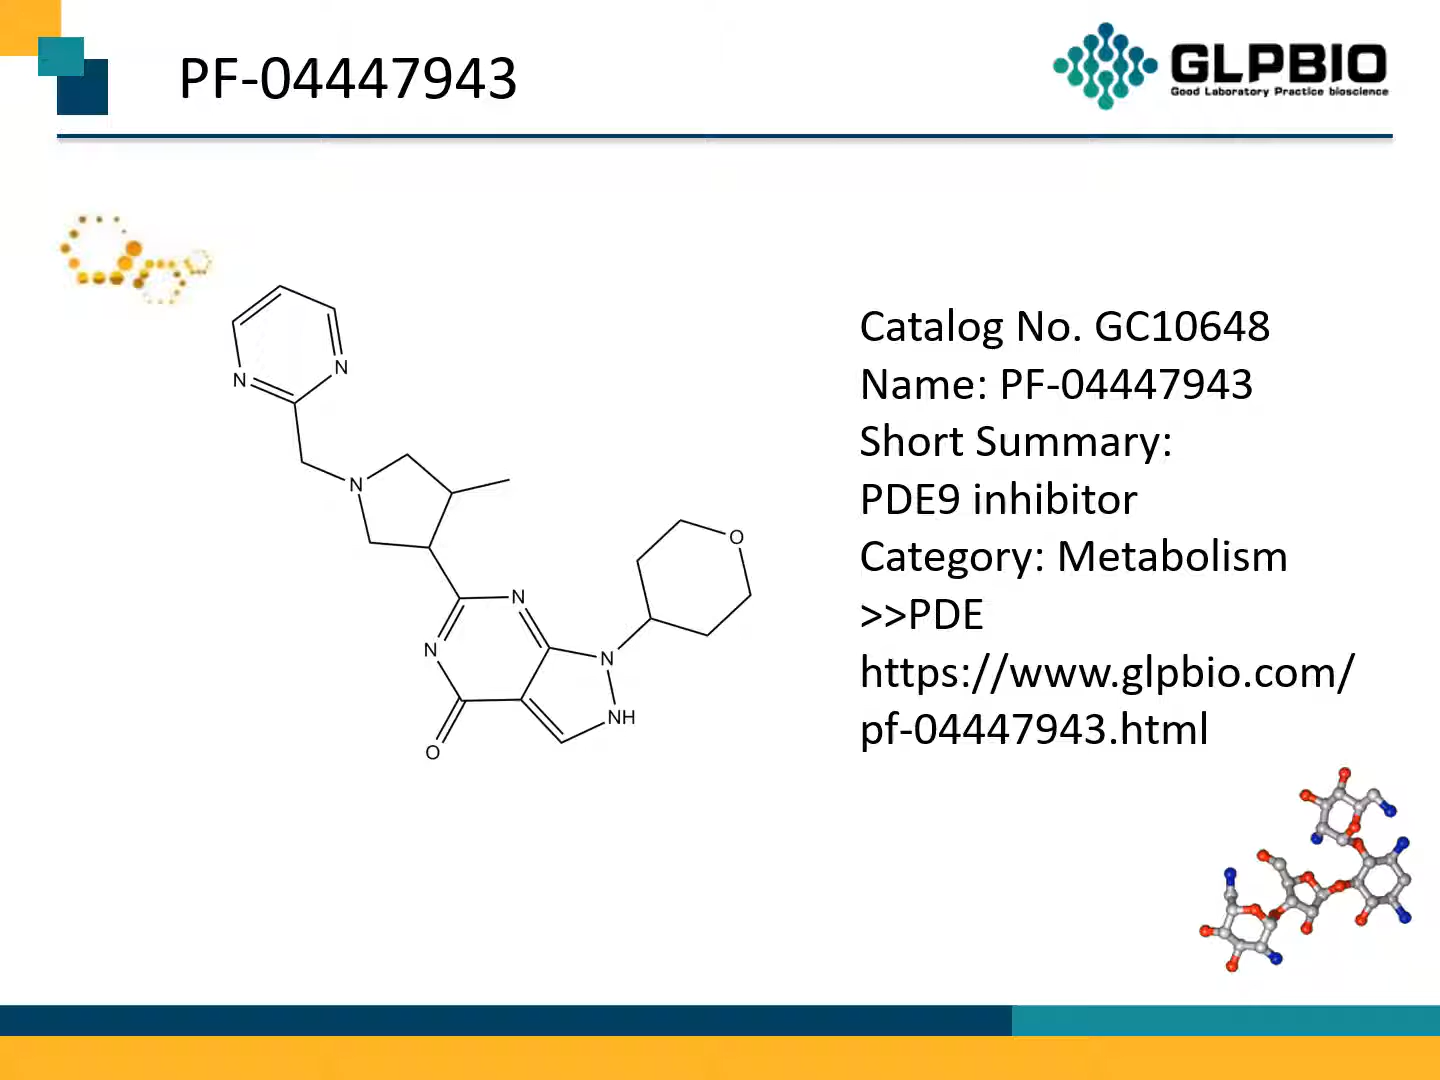 PF-04447943
GLPBIO
Good Laboratory Practice bioscience
N
N
N
O
N
N
N
NH
O
Catalog No. GC10648
Name: PF-04447943
Short Summary:
PDE9 inhibitor
Category: Metabolism
>>PDE
https://www.glpbio.com/
pf-04447943.html